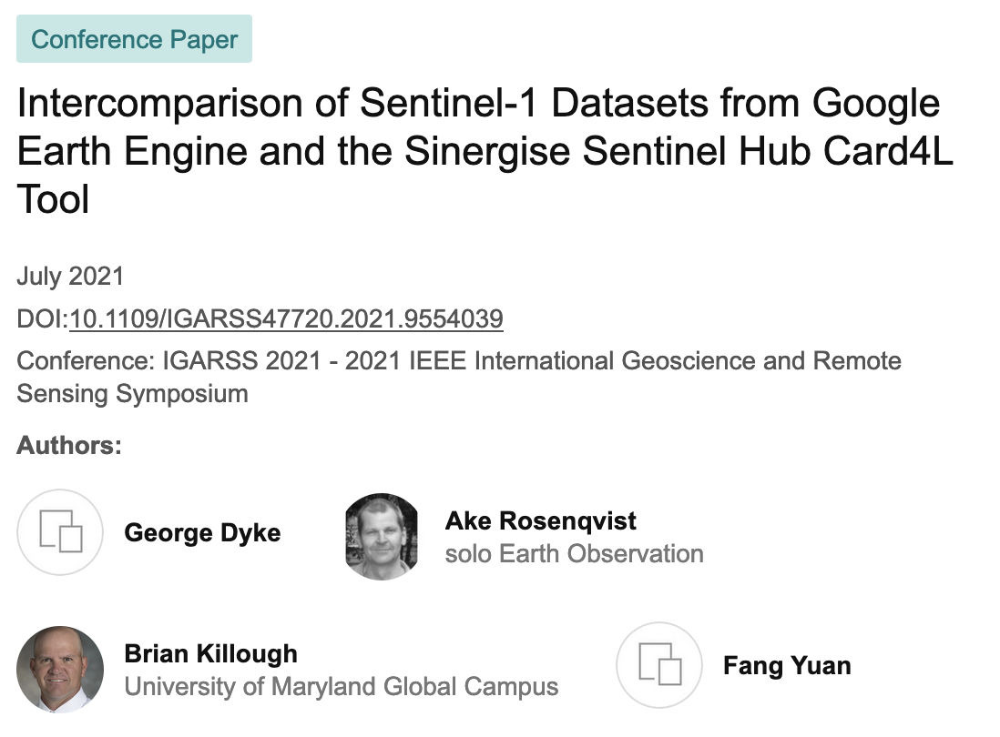 Conference Paper
Intercomparison of Sentinel-1 Datasets from Google
Earth Engine and the Sinergise Sentinel Hub Card4L
Tool
July 2021
DOI:10.1109/IGARSS47720.2021.9554039
Conference: IGARSS 2021 - 2021 IEEE International Geoscience and Remote
Sensing Symposium
Authors:
George Dyke
Ake Rosenqvist
solo Earth Observation
Brian Killough
University of Maryland Global Campus
Fang Yuan